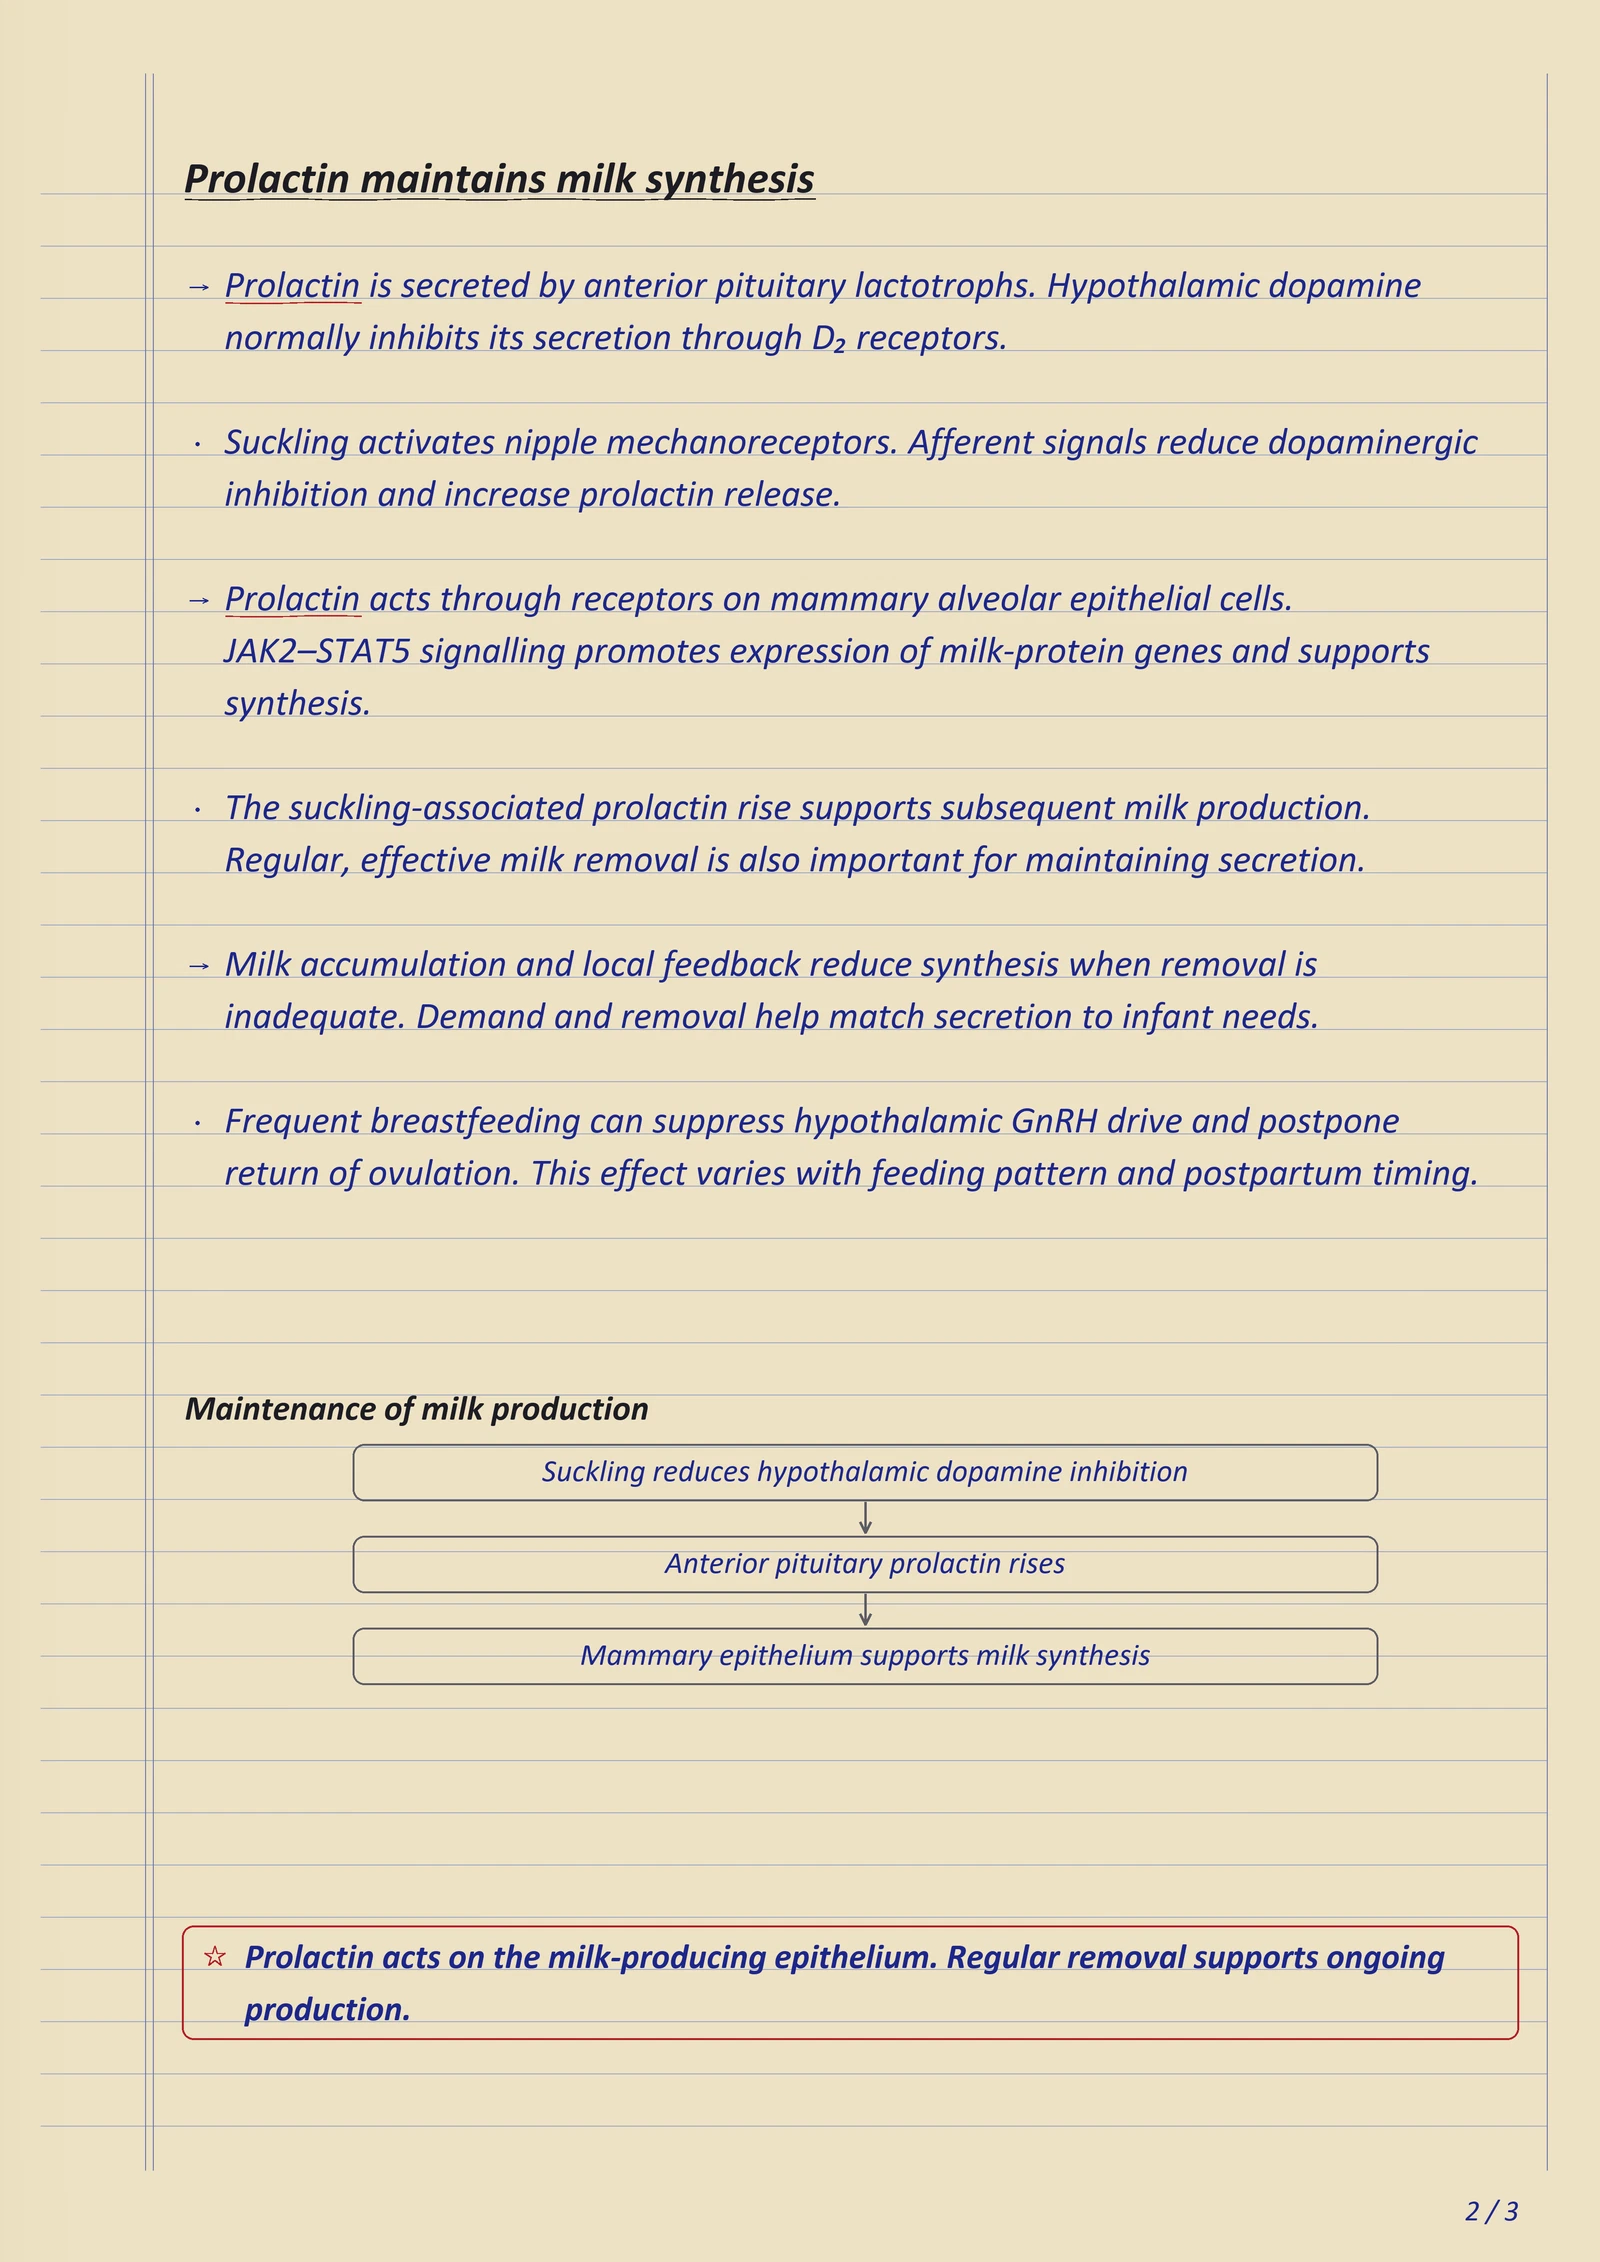 Prolactin maintains milk synthesis
→ Prolactin is secreted by anterior pituitary lactotrophs. Hypothalamic dopamine
normally inhibits its secretion through D₂ receptors.
· Suckling activates nipple mechanoreceptors. Afferent signals reduce dopaminergic
inhibition and increase prolactin release.
→ Prolactin acts through receptors on mammary alveolar epithelial cells.
JAK2–STAT5 signalling promotes expression of milk-protein genes and supports
synthesis.
· The suckling-associated prolactin rise supports subsequent milk production.
Regular, effective milk removal is also important for maintaining secretion.
→ Milk accumulation and local feedback reduce synthesis when removal is
inadequate. Demand and removal help match secretion to infant needs.
· Frequent breastfeeding can suppress hypothalamic GnRH drive and postpone
return of ovulation. This effect varies with feeding pattern and postpartum timing.
Maintenance of milk production
Suckling reduces hypothalamic dopamine inhibition
Anterior pituitary prolactin rises
Mammary epithelium supports milk synthesis
☆ Prolactin acts on the milk-producing epithelium. Regular removal supports ongoing
production.
2 / 3